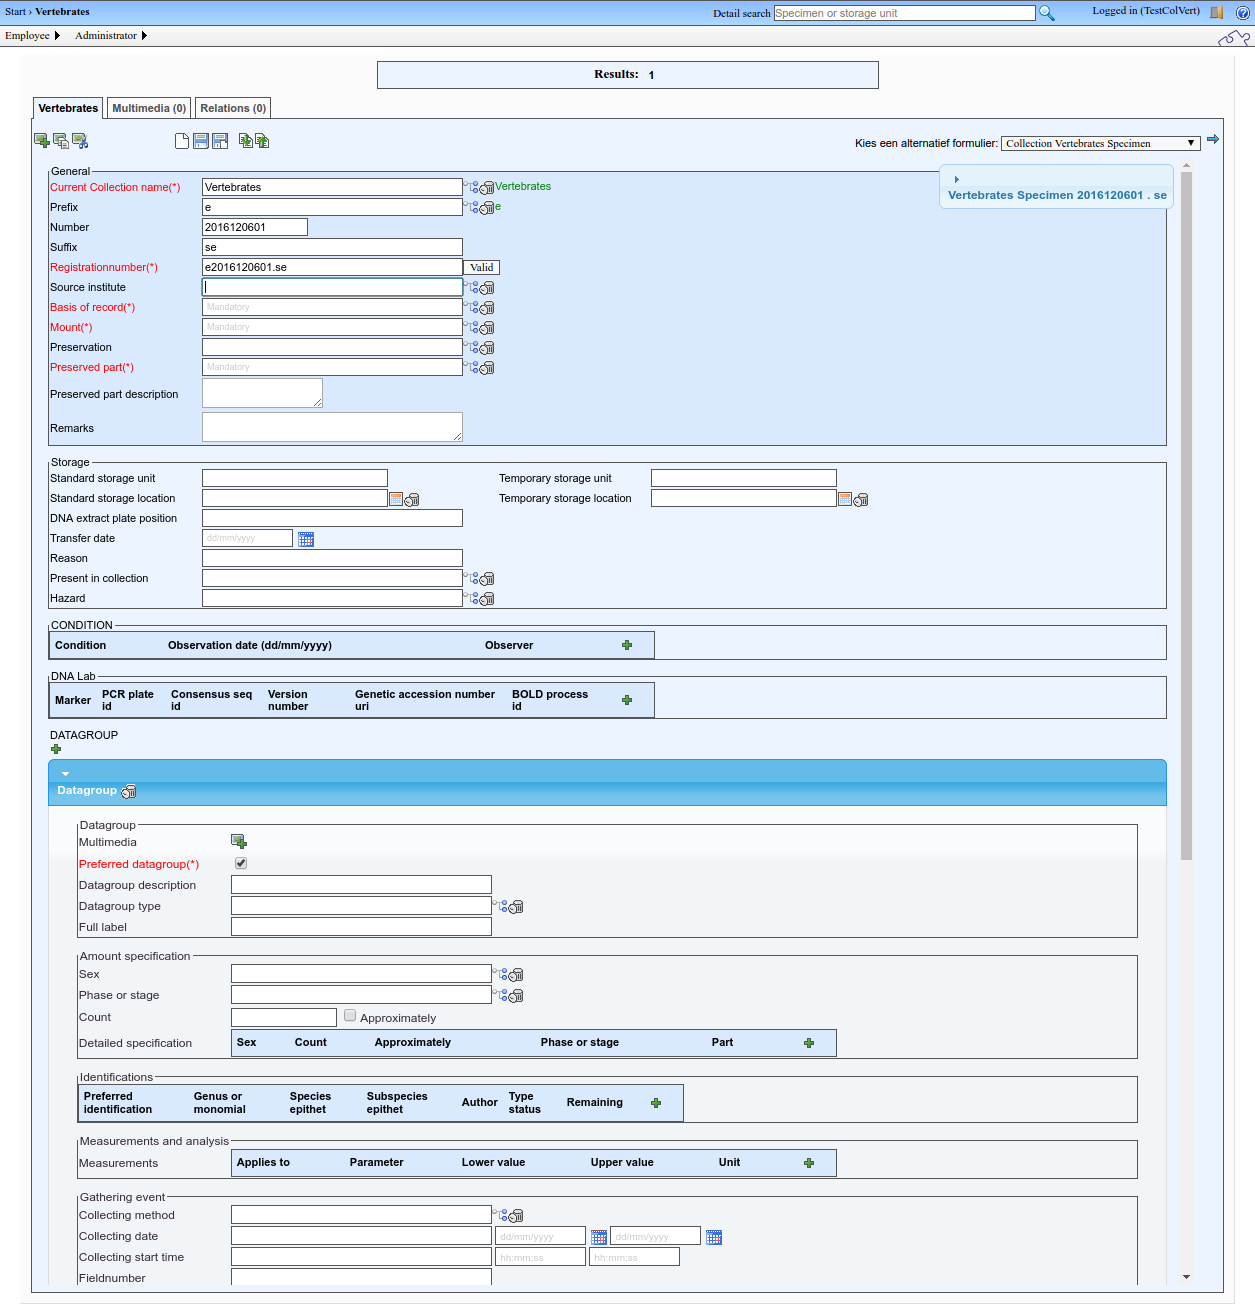 Start › Vertebrates
Detail search Specimen or storage unit
Logged in (TestColVert)
Employee Administrator
Results: 1
Vertebrates Multimedia (0) Relations (0)
Kies een alternatief formulier: Collection Vertebrates Specimen
General
Vertebrates Specimen 2016120601 . se
Current Collection name(*) Vertebrates Vertebrates
Prefix e e
Number 2016120601
Suffix se
Registrationnumber(*) e2016120601.se Valid
Source institute
Basis of record(*) Mandatory
Mount(*) Mandatory
Preservation
Preserved part(*) Mandatory
Preserved part description
Remarks
Storage
Standard storage unit Temporary storage unit
Standard storage location Temporary storage location
DNA extract plate position
Transfer date dd/mm/yyyy
Reason
Present in collection
Hazard
CONDITION
Condition Observation date (dd/mm/yyyy) Observer
DNA Lab
Marker PCR plate id Consensus seq id Version number Genetic accession number uri BOLD process id
DATAGROUP
Datagroup
Datagroup
Multimedia
Preferred datagroup(*)
Datagroup description
Datagroup type
Full label
Amount specification
Sex
Phase or stage
Count Approximately
Detailed specification Sex Count Approximately Phase or stage Part
Identifications
Preferred identification Genus or monomial Species epithet Subspecies epithet Author Type status Remaining
Measurements and analysis
Measurements Applies to Parameter Lower value Upper value Unit
Gathering event
Collecting method
Collecting date dd/mm/yyyy dd/mm/yyyy
Collecting start time hh:mm:ss hh:mm:ss
Fieldnumber